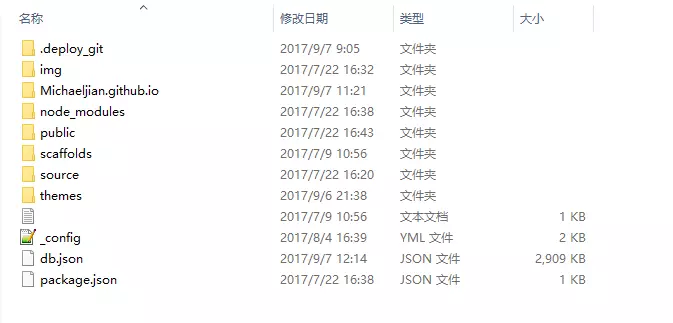 名称 修改日期 类型 大小
.deploy_git 2017/9/7 9:05 文件夹
img 2017/7/22 16:32 文件夹
Michaeljian.github.io 2017/9/7 11:21 文件夹
node_modules 2017/7/22 16:38 文件夹
public 2017/7/22 16:43 文件夹
scaffolds 2017/7/9 10:56 文件夹
source 2017/7/22 16:20 文件夹
themes 2017/9/6 21:38 文件夹
2017/7/9 10:56 文本文档 1 KB
_config 2017/8/4 16:39 YML 文件 2 KB
db.json 2017/9/7 12:14 JSON 文件 2,909 KB
package.json 2017/7/22 16:38 JSON 文件 1 KB